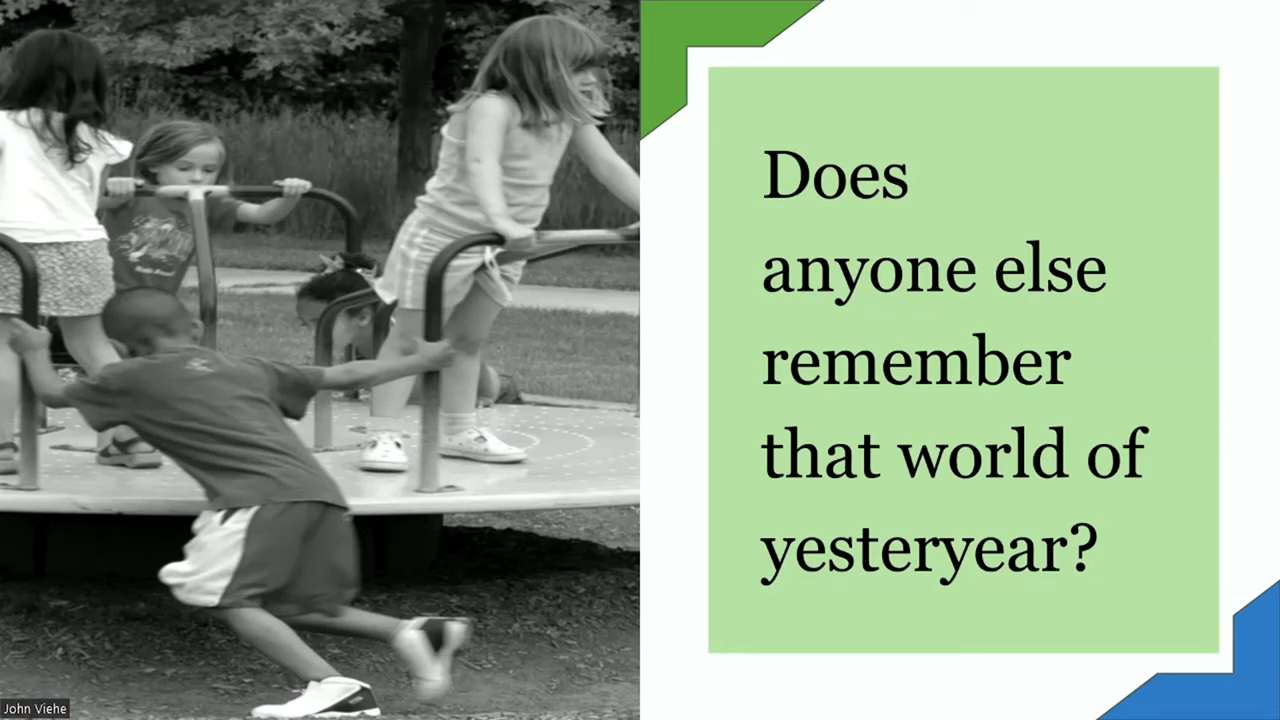 Does
anyone else
remember
that world of
yesteryear?
John Viehe